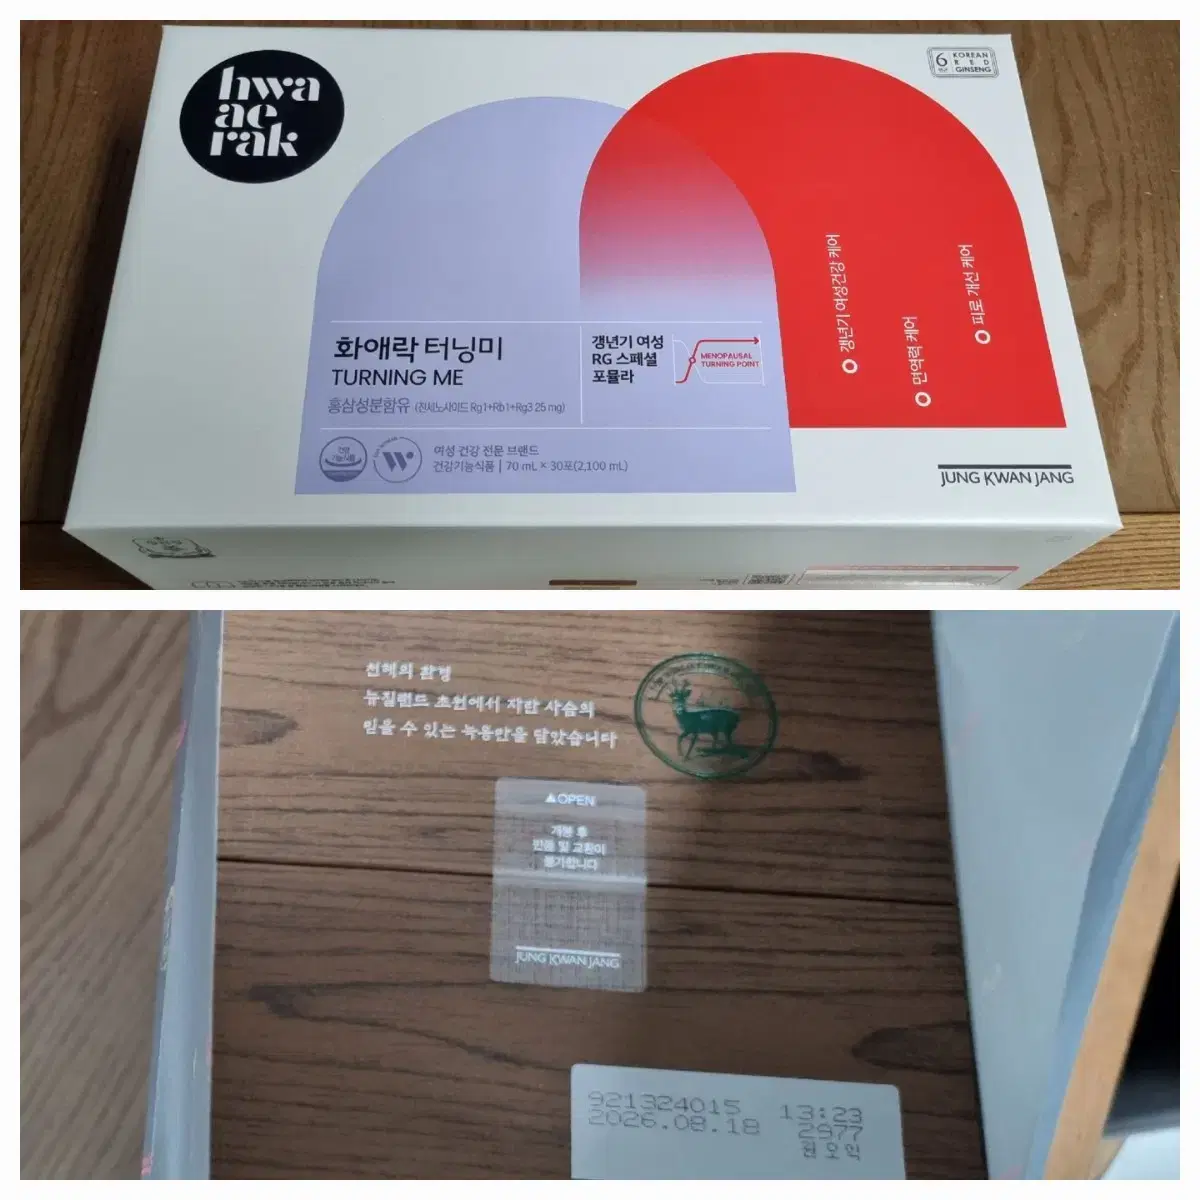 hwa
ae
rak
6
KOREAN
RED
GINSENG
화애락 터닝미
TURNING ME
홍삼성분함유 (진세노사이드 Rg1+Rb1+Rg3 25 mg)
갱년기 여성
RG 스페셜
포뮬라
MENOPAUSAL
TURNING POINT
여성 건강 전문 브랜드
건강기능식품 | 70 mL × 30포(2,100 mL)
갱년기 여성건강 케어
면역력 케어
피로 개선 케어
JUNG KWAN JANG
천혜의 환경
뉴질랜드 초원에서 자란 사슴의
믿을 수 있는 녹용만을 담았습니다
▲OPEN
개봉 후
반품 및 교환이
불가합니다
JUNG KWAN JANG
921324015 13:23
2026.08.18 2977